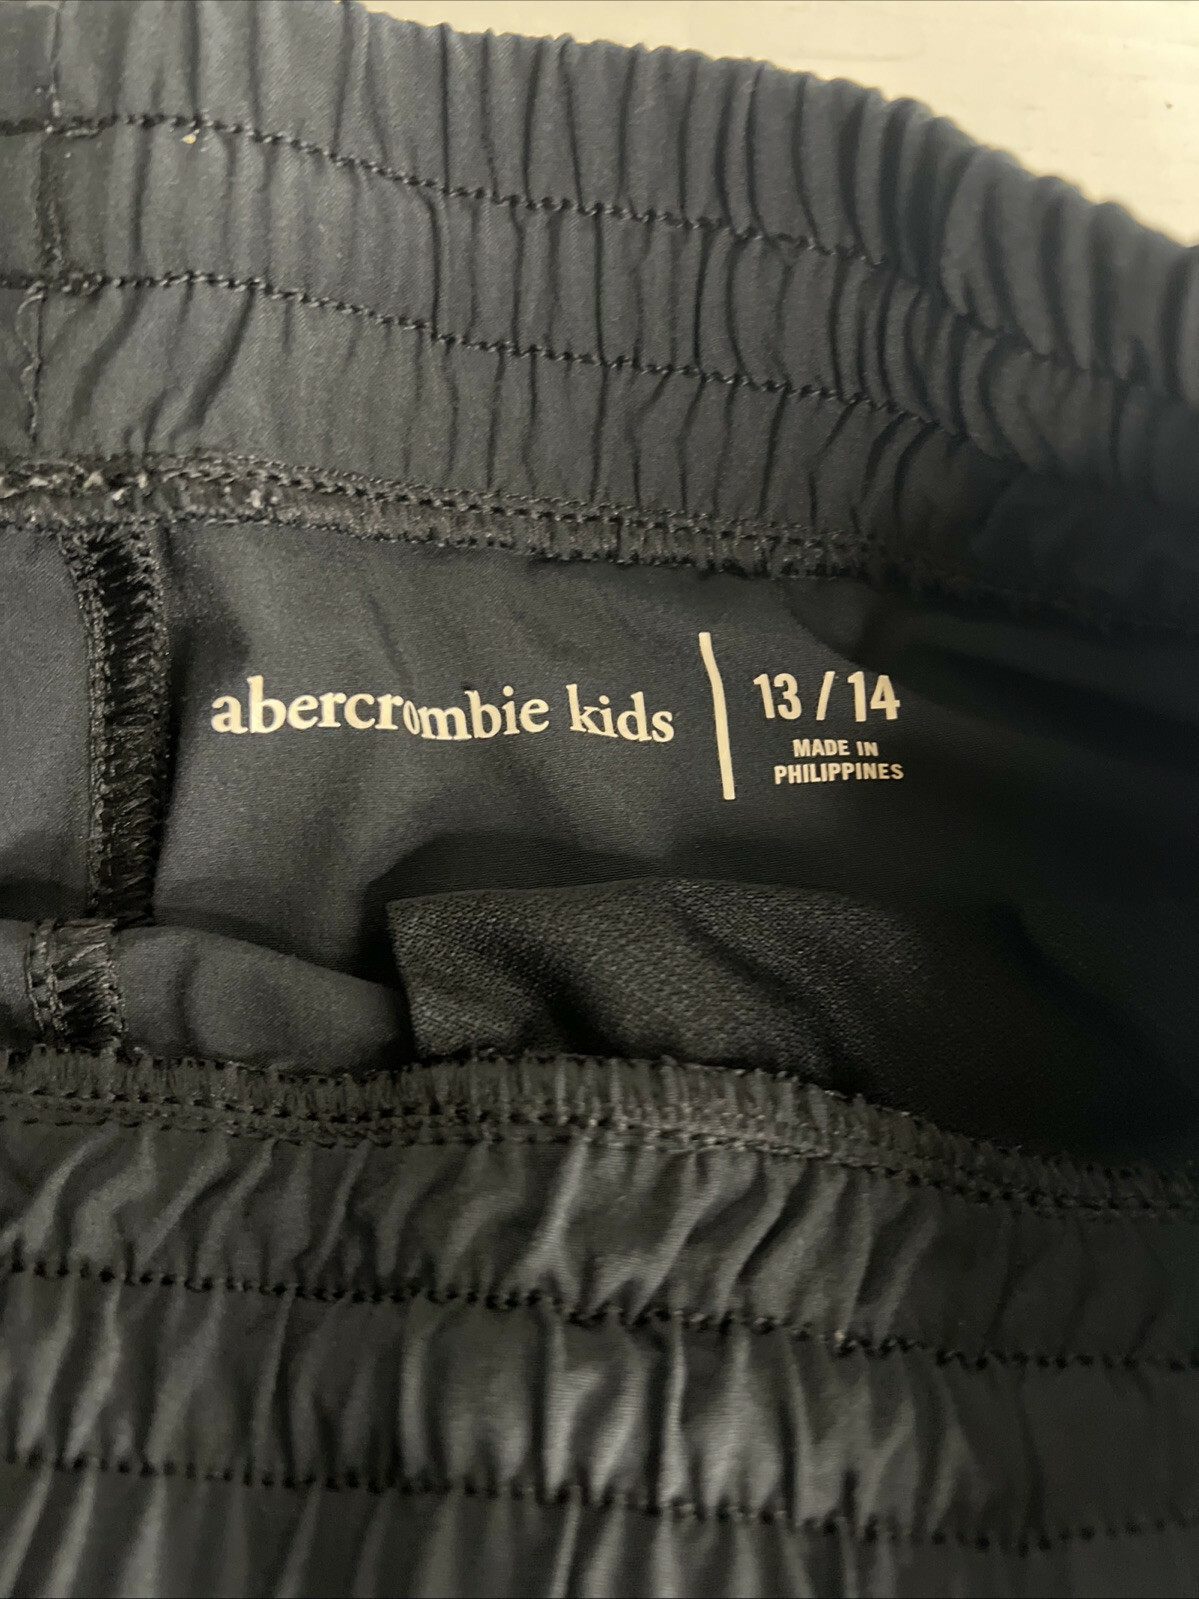 abercrombie kids
13 / 14
MADE IN
PHILIPPINES